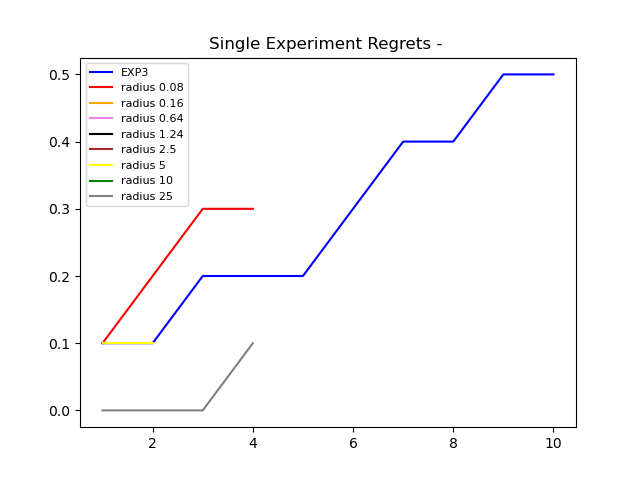 Single Experiment Regrets -
EXP3
radius 0.08
radius 0.16
radius 0.64
radius 1.24
radius 2.5
radius 5
radius 10
radius 25
0.5
0.4
0.3
0.2
0.1
0.0
2 4 6 8 10